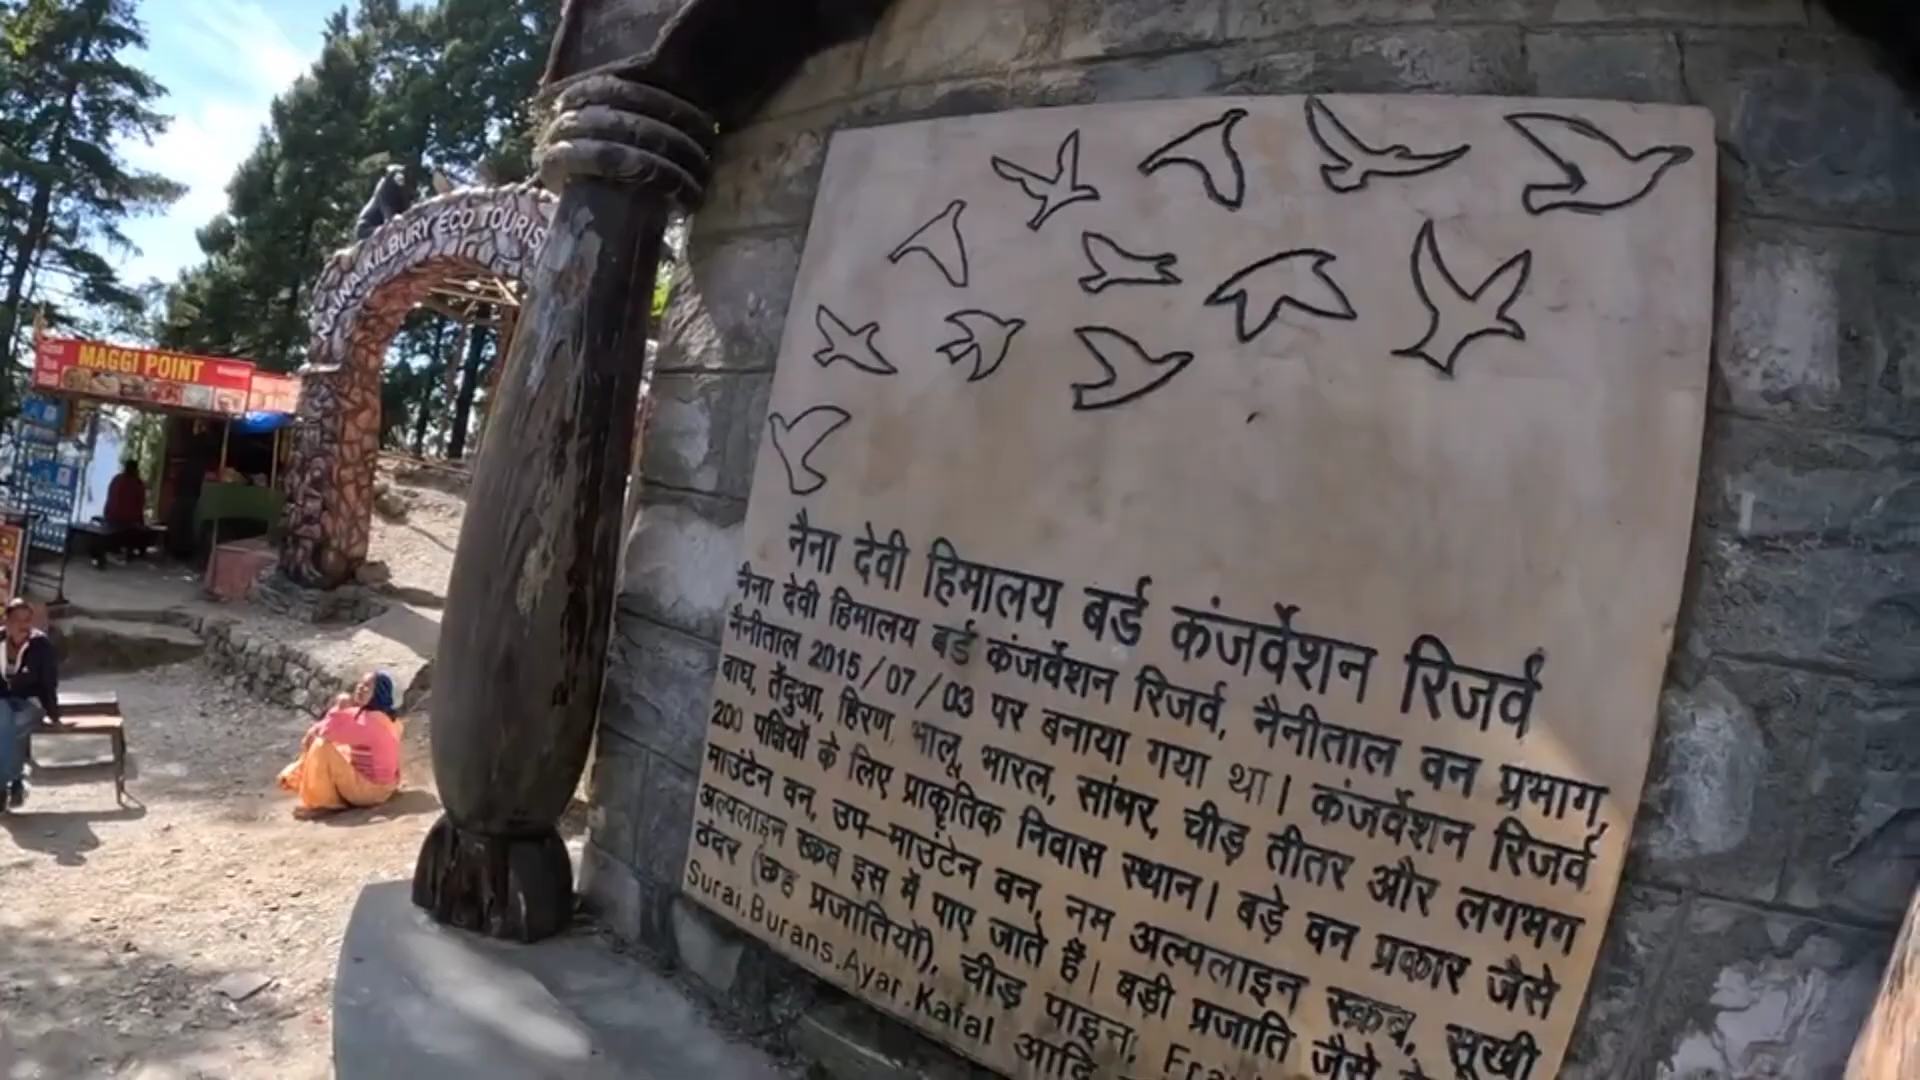 NAINA KILBURY ECO TOURIS
MAGGI POINT
नैना देवी हिमालय बर्ड कंजर्वेशन रिजर्व
नैना देवी हिमालय बर्ड कंजर्वेशन रिजर्व, नैनीताल वन प्रभाग,
नैनीताल 2015/07/03 पर बनाया गया था। कंजर्वेशन रिजर्व
बाघ, तेंदुआ, हिरण, भालू, भारल, सांभर, चीड़ तीतर और लगभग
200 पक्षियों के लिए प्राकृतिक निवास स्थान। बड़े वन प्रकार जैसे
माउंटेन वन, उप-माउंटेन वन, नम अल्पलाइन स्क्रब, सूखी
अल्पलाइन स्क्रब इस में पाए जाते हैं। बड़ी प्रजाति जैसे
ठंदर (छह प्रजातियों), चीड़ पाइन,
Surai,Burans,Ayar,Kafal आदि